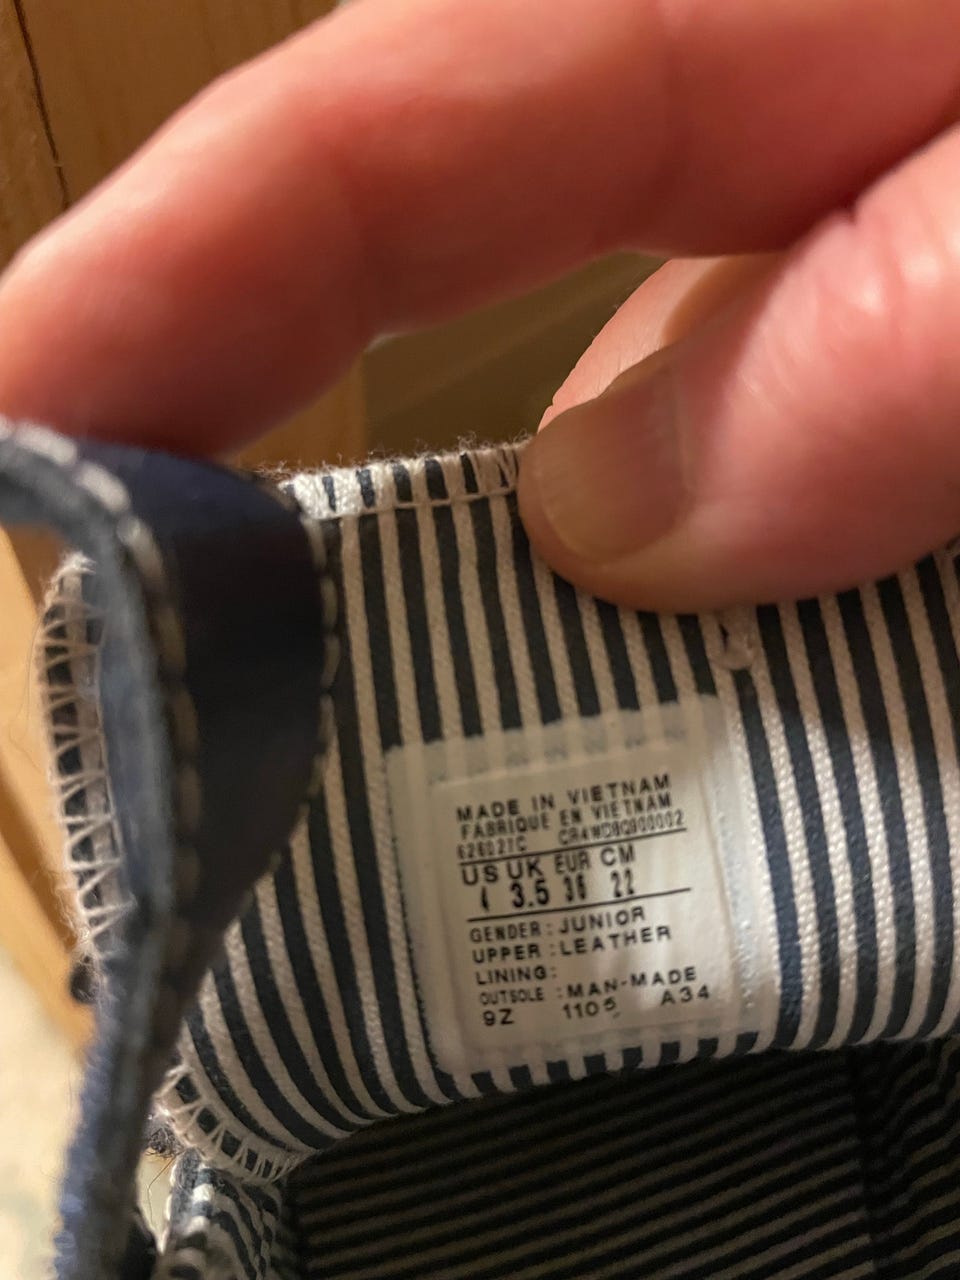 MADE IN VIETNAM
FABRIQUE EN VIETNAM
626027C
US UK EUR CM
4 3.5 36 22
GENDER: JUNIOR
UPPER: LEATHER
LINING:
OUTSOLE: MAN-MADE
9Z 1105 A34